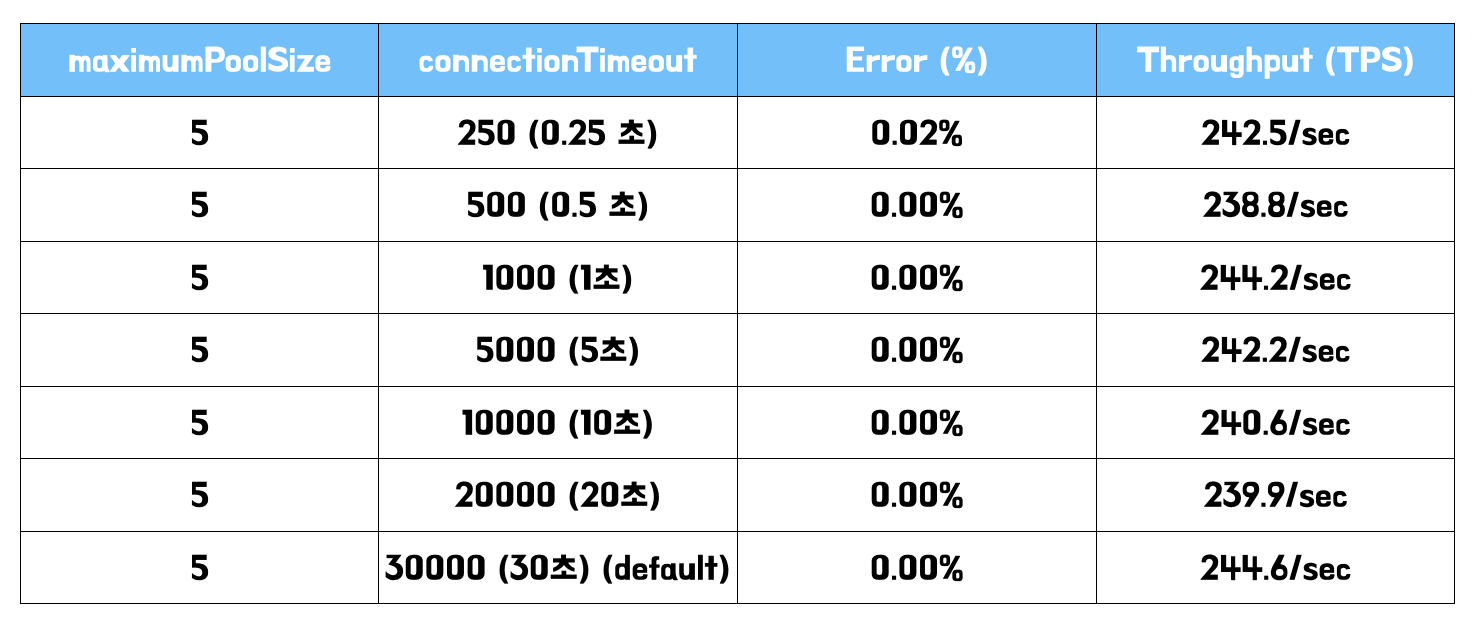 maximumPoolSize connectionTimeout Error (%) Throughput (TPS)
5 250 (0.25 초) 0.02% 242.5/sec
5 500 (0.5 초) 0.00% 238.8/sec
5 1000 (1초) 0.00% 244.2/sec
5 5000 (5초) 0.00% 242.2/sec
5 10000 (10초) 0.00% 240.6/sec
5 20000 (20초) 0.00% 239.9/sec
5 30000 (30초) (default) 0.00% 244.6/sec